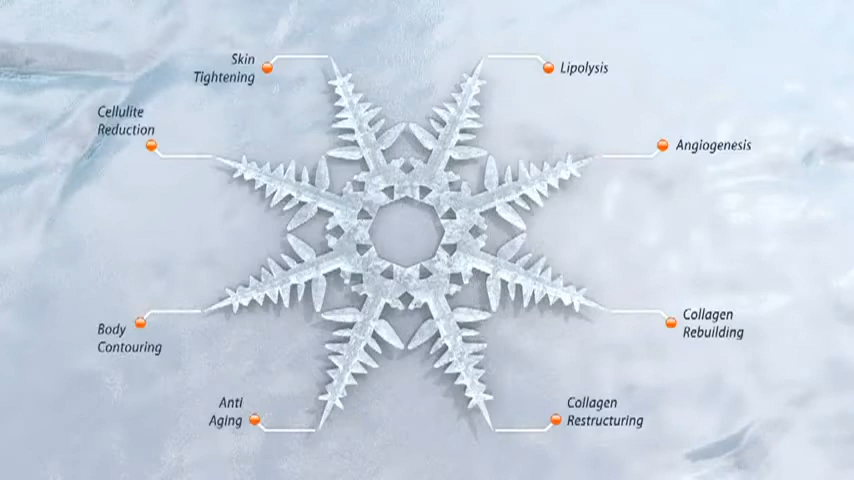 Skin
Tightening
Lipolysis
Cellulite
Reduction
Angiogenesis
Body
Contouring
Collagen
Rebuilding
Anti
Aging
Collagen
Restructuring